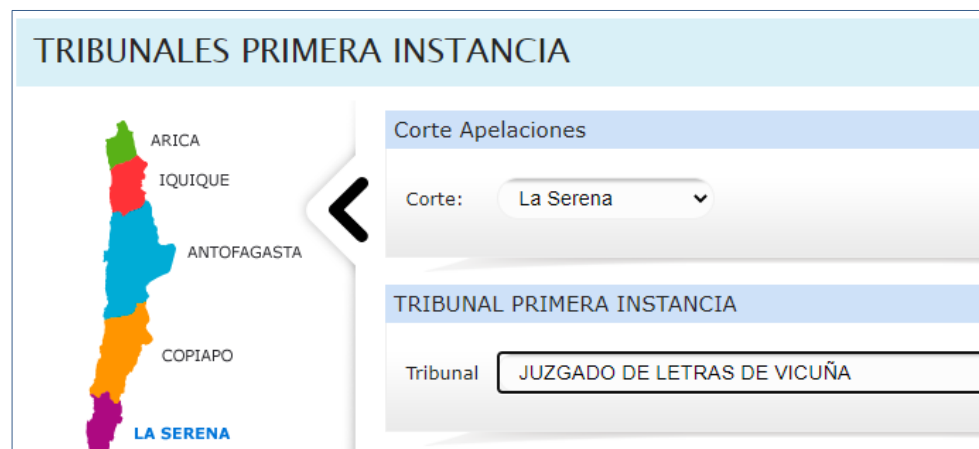 TRIBUNALES PRIMERA INSTANCIA
ARICA
IQUIQUE
ANTOFAGASTA
COPIAPO
LA SERENA
Corte Apelaciones
Corte: La Serena
TRIBUNAL PRIMERA INSTANCIA
Tribunal JUZGADO DE LETRAS DE VICUÑA